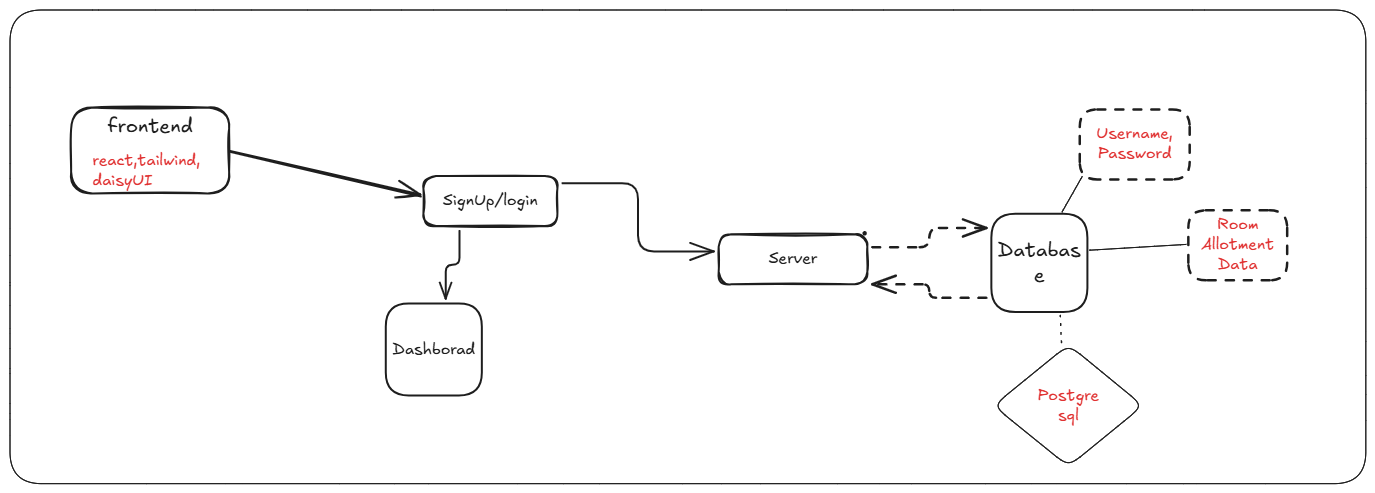 frontend
react,tailwind,
daisyUI
SignUp/login
Dashborad
Server
Databas
e
Username,
Password
Room
Allotment
Data
Postgre
sql